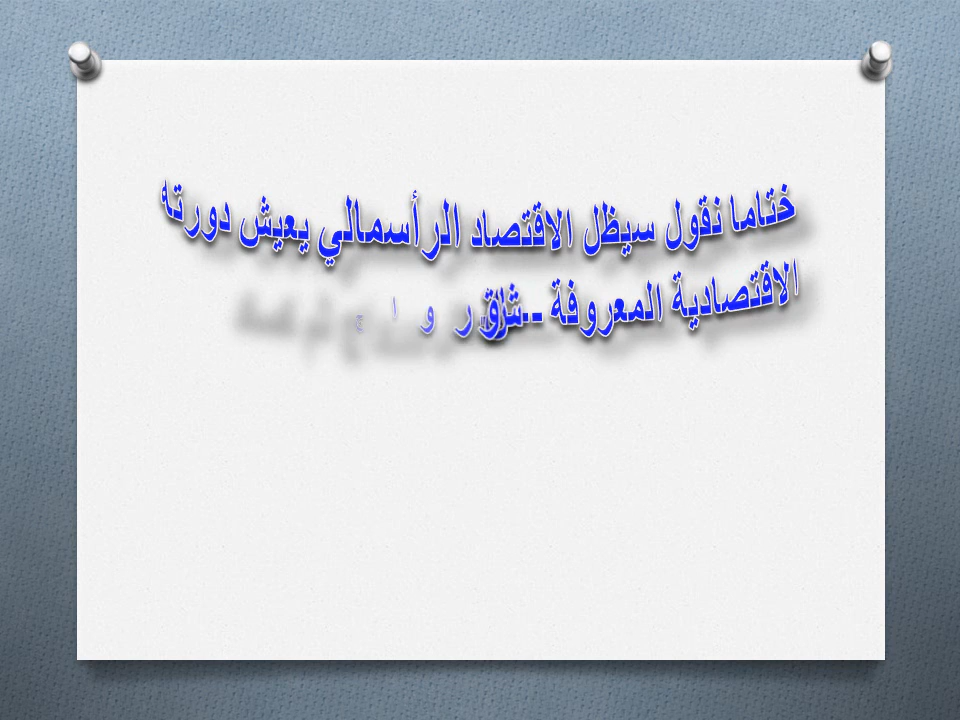 ختاما نقول سيظل الاقتصاد الرأسمالي يعيش دورته
الاقتصادية المعروفة --